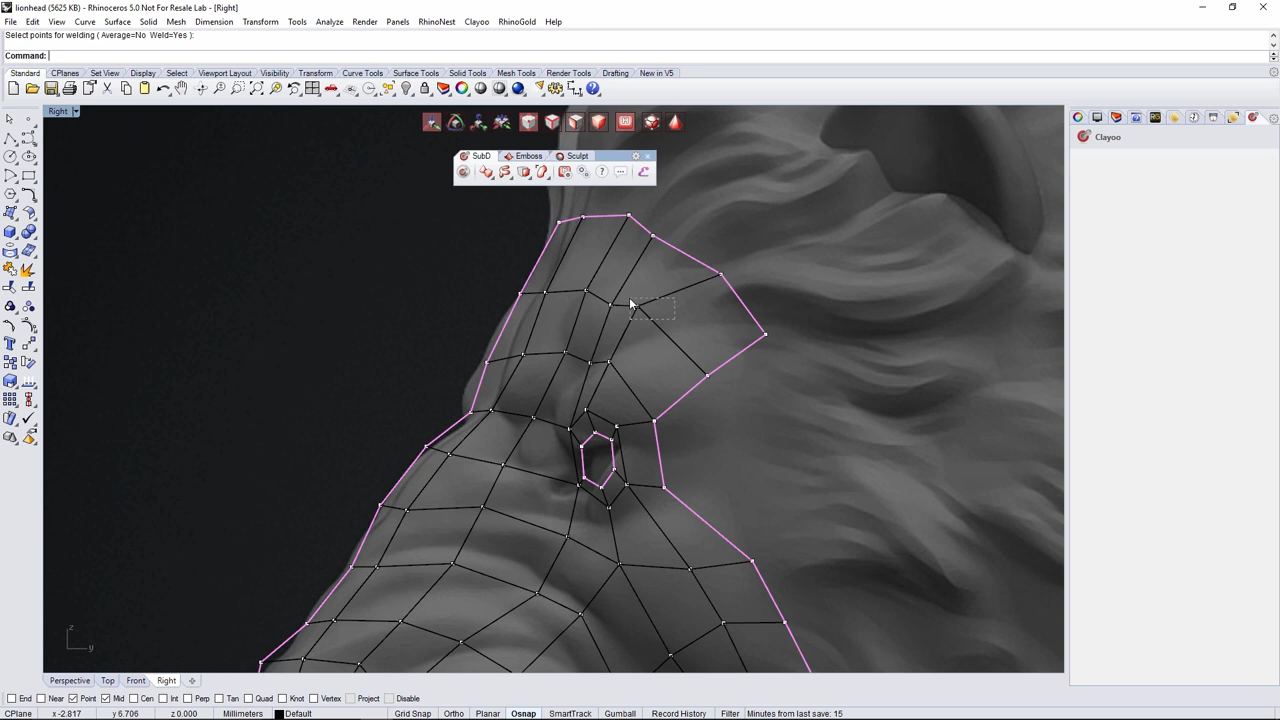 lionhead (5625 KB) - Rhinoceros 5.0 Not For Resale Lab - [Right]
File Edit View Curve Surface Solid Mesh Dimension Transform Tools Analyze Render Panels RhinoNest Clayoo RhinoGold Help
Select points for welding ( Average=No Weld=Yes ):
Command:
Standard CPlanes Set View Display Select Viewport Layout Visibility Transform Curve Tools Surface Tools Solid Tools Mesh Tools Render Tools Drafting New in V5
Right
Clayoo
SubD Emboss Sculpt
z
y
Perspective Top Front Right
End Near Point Mid Cen Int Perp Tan Quad Knot Vertex Project Disable
CPlane x -2.817 y 6.706 z 0.000 Millimeters Default Grid Snap Ortho Planar Osnap SmartTrack Gumball Record History Filter Minutes from last save: 15